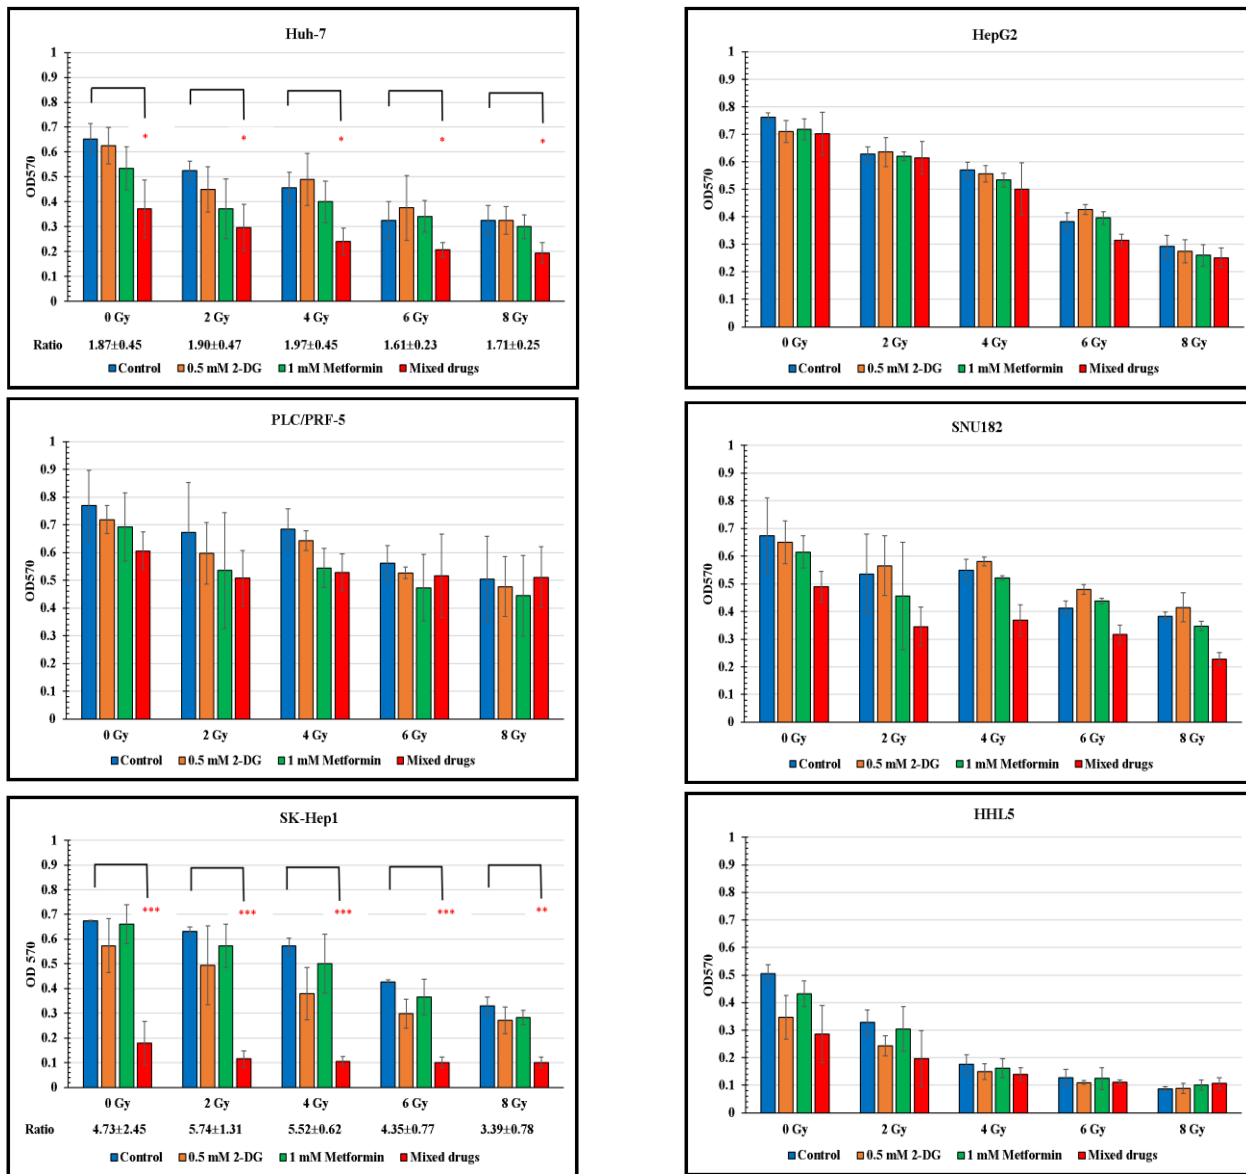 Huh-7
1
0.9
0.8
0.7
0.6
0.5
0.4
0.3
0.2
0.1
0
OD570
* * * * *
0 Gy 2 Gy 4 Gy 6 Gy 8 Gy
Ratio 1.87±0.45 1.90±0.47 1.97±0.45 1.61±0.23 1.71±0.25
Control 0.5 mM 2-DG 1 mM Metformin Mixed drugs
HepG2
1
0.9
0.8
0.7
0.6
0.5
0.4
0.3
0.2
0.1
0
OD570
0 Gy 2 Gy 4 Gy 6 Gy 8 Gy
Control 0.5 mM 2-DG 1 mM Metformin Mixed drugs
PLC/PRF-5
1
0.9
0.8
0.7
0.6
0.5
0.4
0.3
0.2
0.1
0
OD570
0 Gy 2 Gy 4 Gy 6 Gy 8 Gy
Control 0.5 mM 2-DG 1 mM Metformin Mixed drugs
SNU182
1
0.9
0.8
0.7
0.6
0.5
0.4
0.3
0.2
0.1
0
OD570
0 Gy 2 Gy 4 Gy 6 Gy 8 Gy
Control 0.5 mM 2-DG 1 mM Metformin Mixed drugs
SK-Hep1
1
0.9
0.8
0.7
0.6
0.5
0.4
0.3
0.2
0.1
0
OD 570
*** *** *** *** **
0 Gy 2 Gy 4 Gy 6 Gy 8 Gy
Ratio 4.73±2.45 5.74±1.31 5.52±0.62 4.35±0.77 3.39±0.78
Control 0.5 mM 2-DG 1 mM Metformin Mixed drugs
HHL5
1
0.9
0.8
0.7
0.6
0.5
0.4
0.3
0.2
0.1
0
OD570
0 Gy 2 Gy 4 Gy 6 Gy 8 Gy
Control 0.5 mM 2-DG 1 mM Metformin Mixed drugs